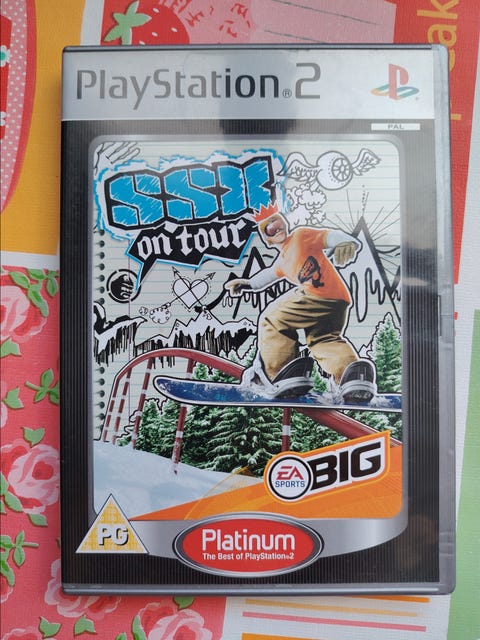 PlayStation®2
PAL
SSX
on tour
EA
SPORTS
BIG
PG
Platinum
The Best of PlayStation®2